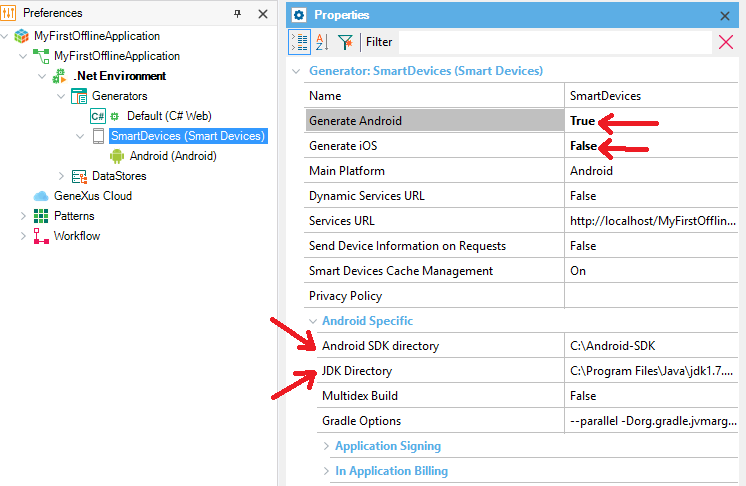 Preferences
MyFirstOfflineApplication
MyFirstOfflineApplication
.Net Environment
Generators
C# Default (C# Web)
SmartDevices (Smart Devices)
Android (Android)
DataStores
GeneXus Cloud
Patterns
Workflow
Properties
Filter
Generator: SmartDevices (Smart Devices)
Name SmartDevices
Generate Android True
Generate iOS False
Main Platform Android
Dynamic Services URL False
Services URL http://localhost/MyFirstOfflin...
Send Device Information on Requests False
Smart Devices Cache Management On
Privacy Policy
Android Specific
Android SDK directory C:\Android-SDK
JDK Directory C:\Program Files\Java\jdk1.7....
Multidex Build False
Gradle Options --parallel -Dorg.gradle.jvmarg...
Application Signing
In Application Billing